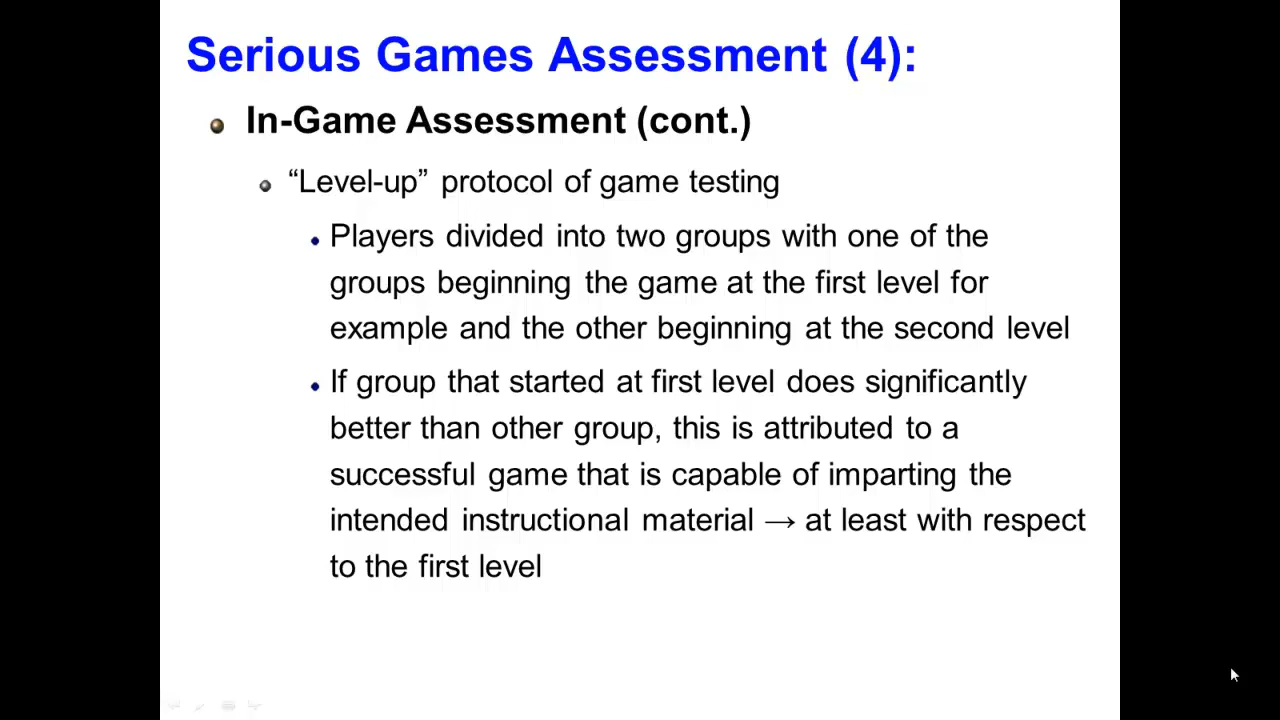 Serious Games Assessment (4):
In-Game Assessment (cont.)
“Level-up” protocol of game testing
Players divided into two groups with one of the
groups beginning the game at the first level for
example and the other beginning at the second level
If group that started at first level does significantly
better than other group, this is attributed to a
successful game that is capable of imparting the
intended instructional material → at least with respect
to the first level